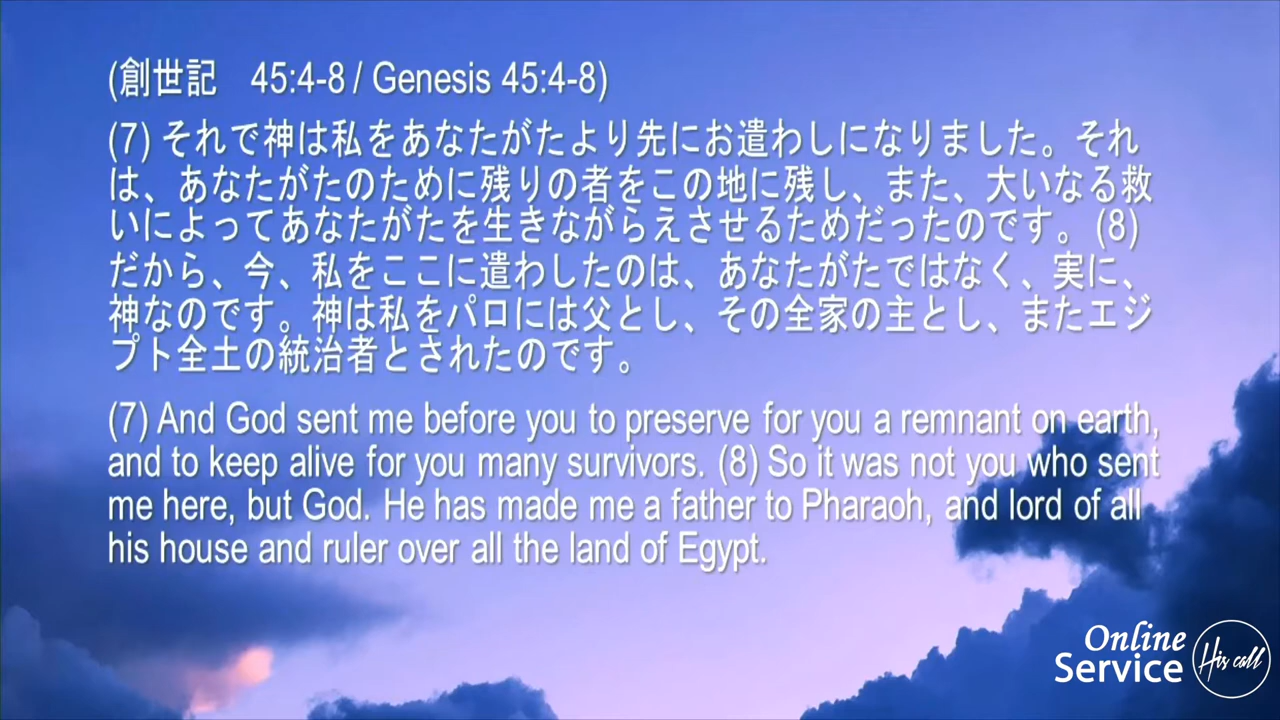 (創世記　45:4-8 / Genesis 45:4-8)
(7) それで神は私をあなたがたより先にお遣わしになりました。それ
は、あなたがたのために残りの者をこの地に残し、また、大いなる救
いによってあなたがたを生きながらえさせるためだったのです。 (8)
だから、今、私をここに遣わしたのは、あなたがたではなく、実に、
神なのです。神は私をパロには父とし、その全家の主とし、またエジ
プト全土の統治者とされたのです。
(7) And God sent me before you to preserve for you a remnant on earth,
and to keep alive for you many survivors. (8) So it was not you who sent
me here, but God. He has made me a father to Pharaoh, and lord of all
his house and ruler over all the land of Egypt.
Online
Service
His call